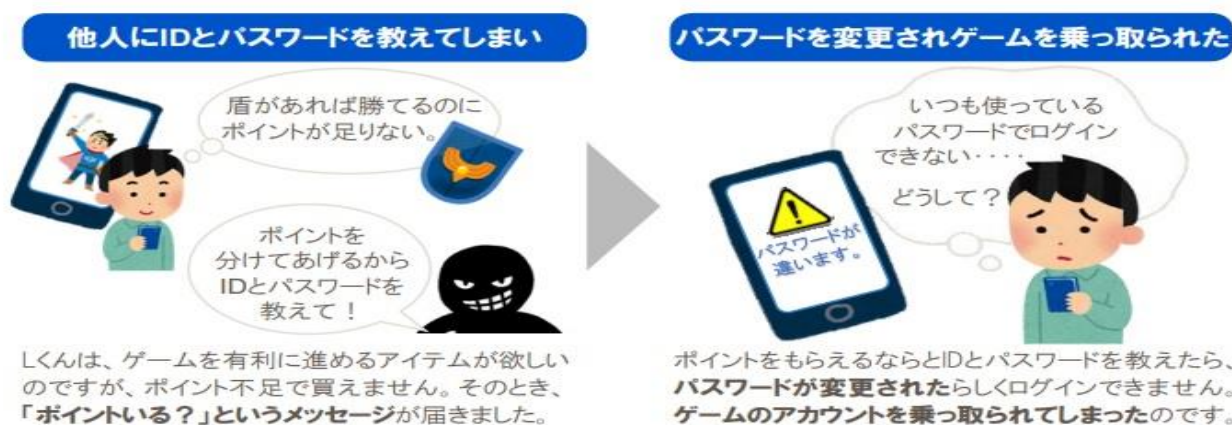 他人にIDとパスワードを教えてしまい
盾があれば勝てるのに
ポイントが足りない。
ポイントを
分けてあげるから
IDとパスワードを
教えて！
Lくんは、ゲームを有利に進めるアイテムが欲しい
のですが、ポイント不足で買えません。そのとき、
「ポイントいる？」というメッセージが届きました。
パスワードを変更されゲームを乗っ取られた
いつも使っている
パスワードでログイン
できない‥‥
どうして？
パスワードが
違います。
ポイントをもらえるならとIDとパスワードを教えたら、
パスワードが変更されたらしくログインできません。
ゲームのアカウントを乗っ取られてしまったのです。